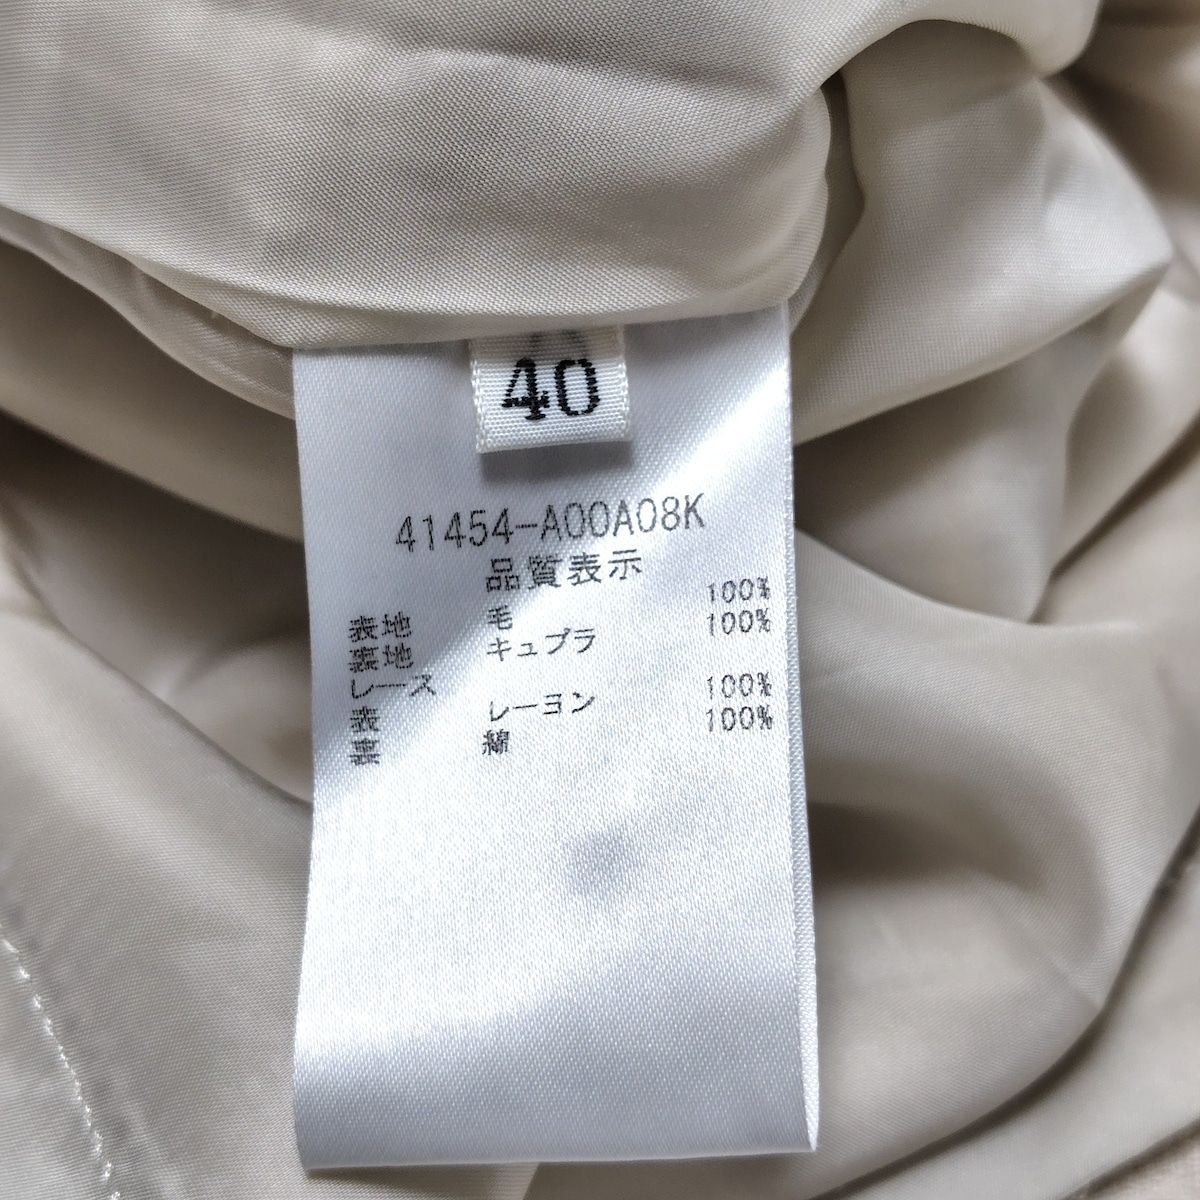 40
41454-A00A08K
品質表示
表地 毛 100%
裏地 キュプラ 100%
レース
表 レーヨン 100%
裏 綿 100%